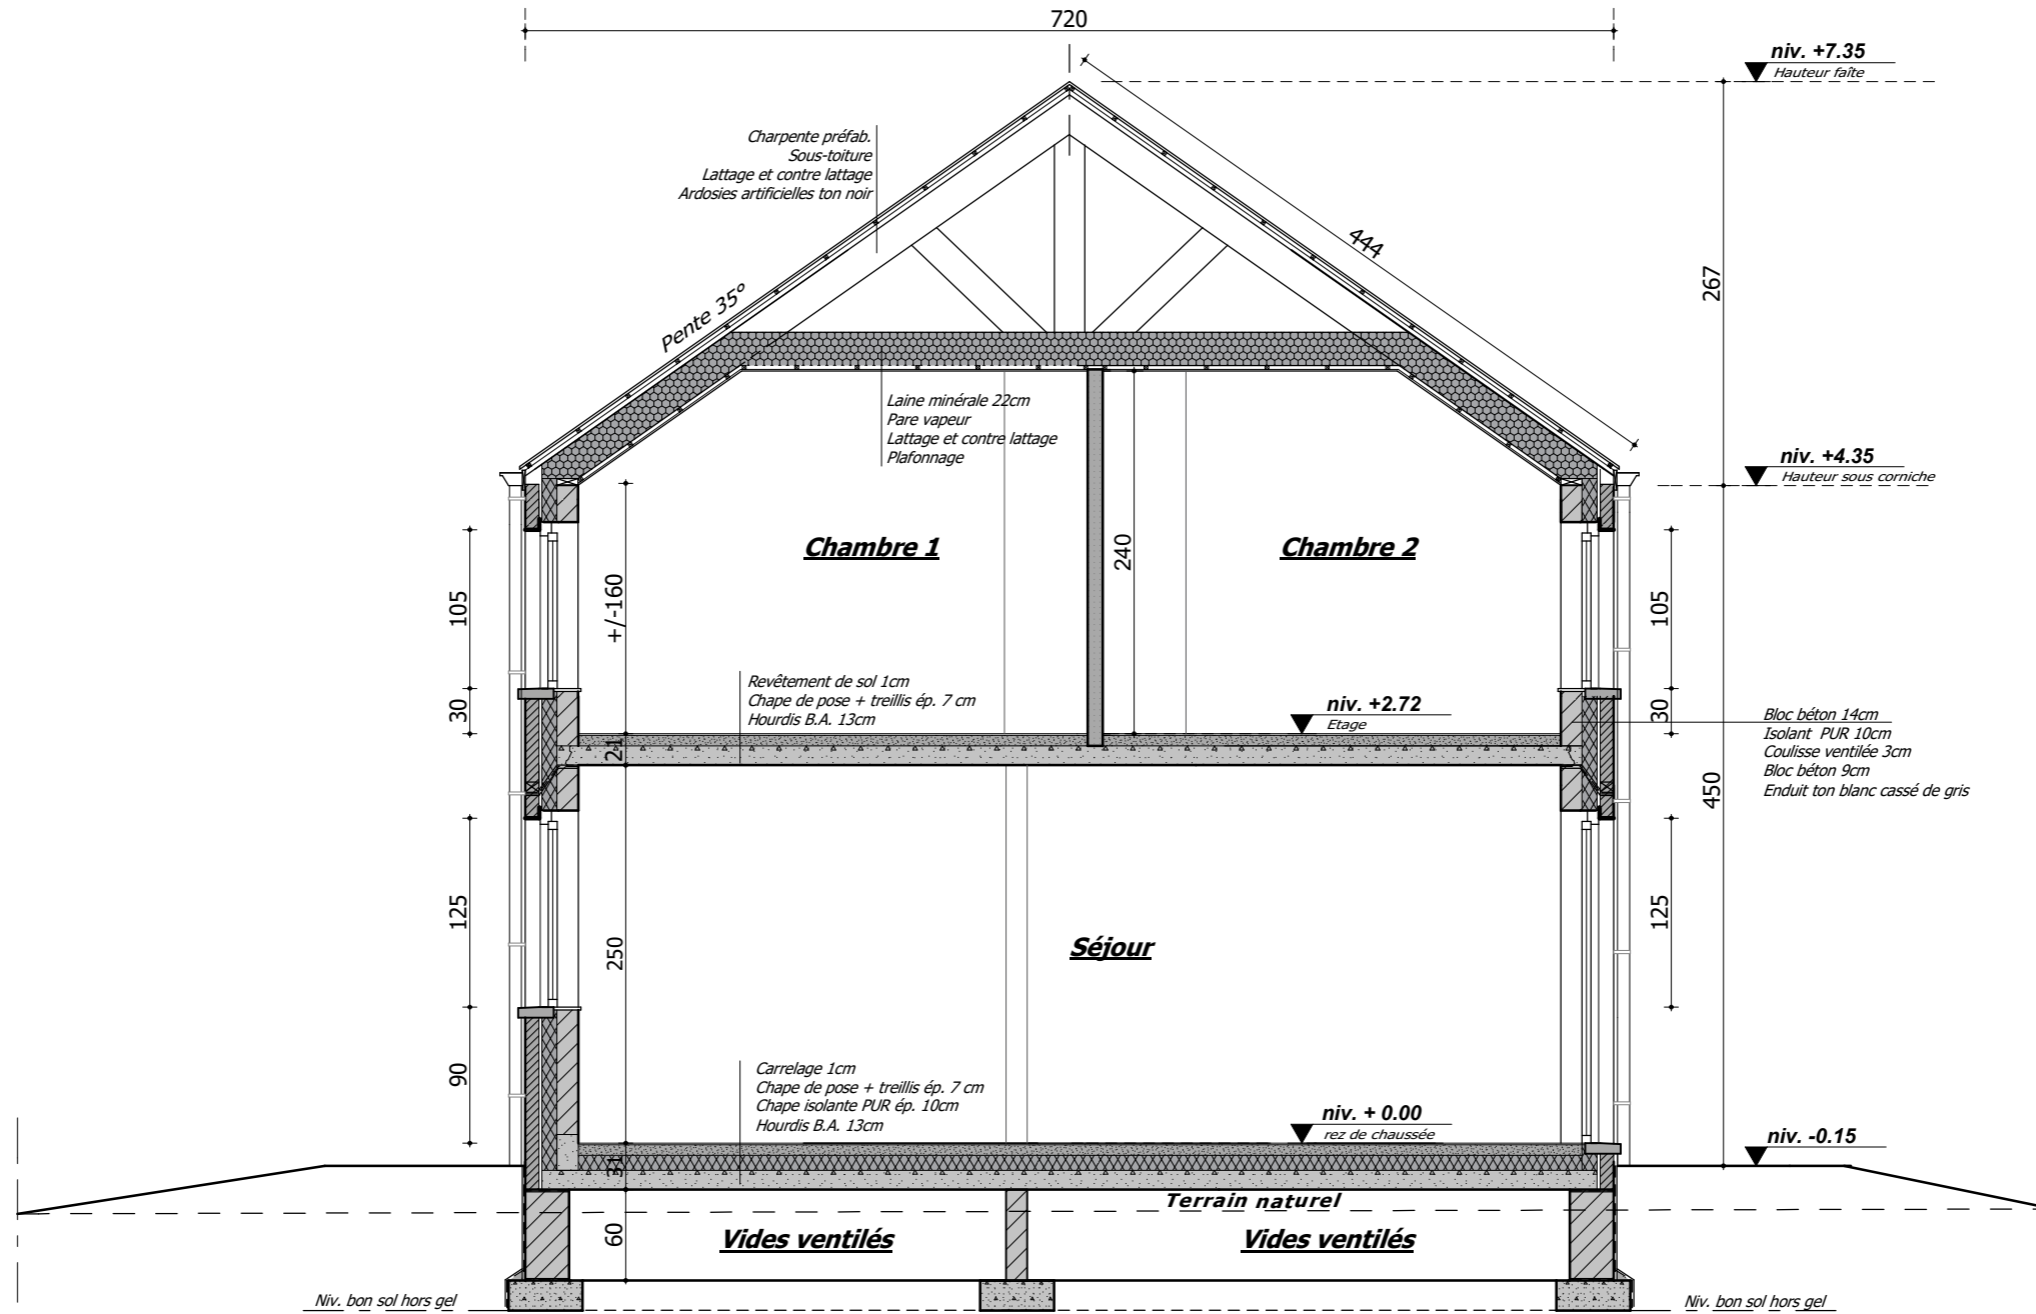 720
niv. +7.35
Hauteur faîte
Charpente préfab.
Sous-toiture
Lattage et contre lattage
Ardosies artificielles ton noir
444
267
Pente 35°
Laine minérale 22cm
Pare vapeur
Lattage et contre lattage
Plafonnage
niv. +4.35
Hauteur sous corniche
Chambre 1
Chambre 2
240
105
+/-160
105
Revêtement de sol 1cm
Chape de pose + treillis ép. 7 cm
Hourdis B.A. 13cm
niv. +2.72
Etage
30
30
21
Bloc béton 14cm
Isolant PUR 10cm
Coulisse ventilée 3cm
Bloc béton 9cm
Enduit ton blanc cassé de gris
450
125
250
Séjour
125
90
Carrelage 1cm
Chape de pose + treillis ép. 7 cm
Chape isolante PUR ép. 10cm
Hourdis B.A. 13cm
niv. + 0.00
rez de chaussée
niv. -0.15
31
Terrain naturel
60
Vides ventilés
Vides ventilés
Niv. bon sol hors gel
Niv. bon sol hors gel